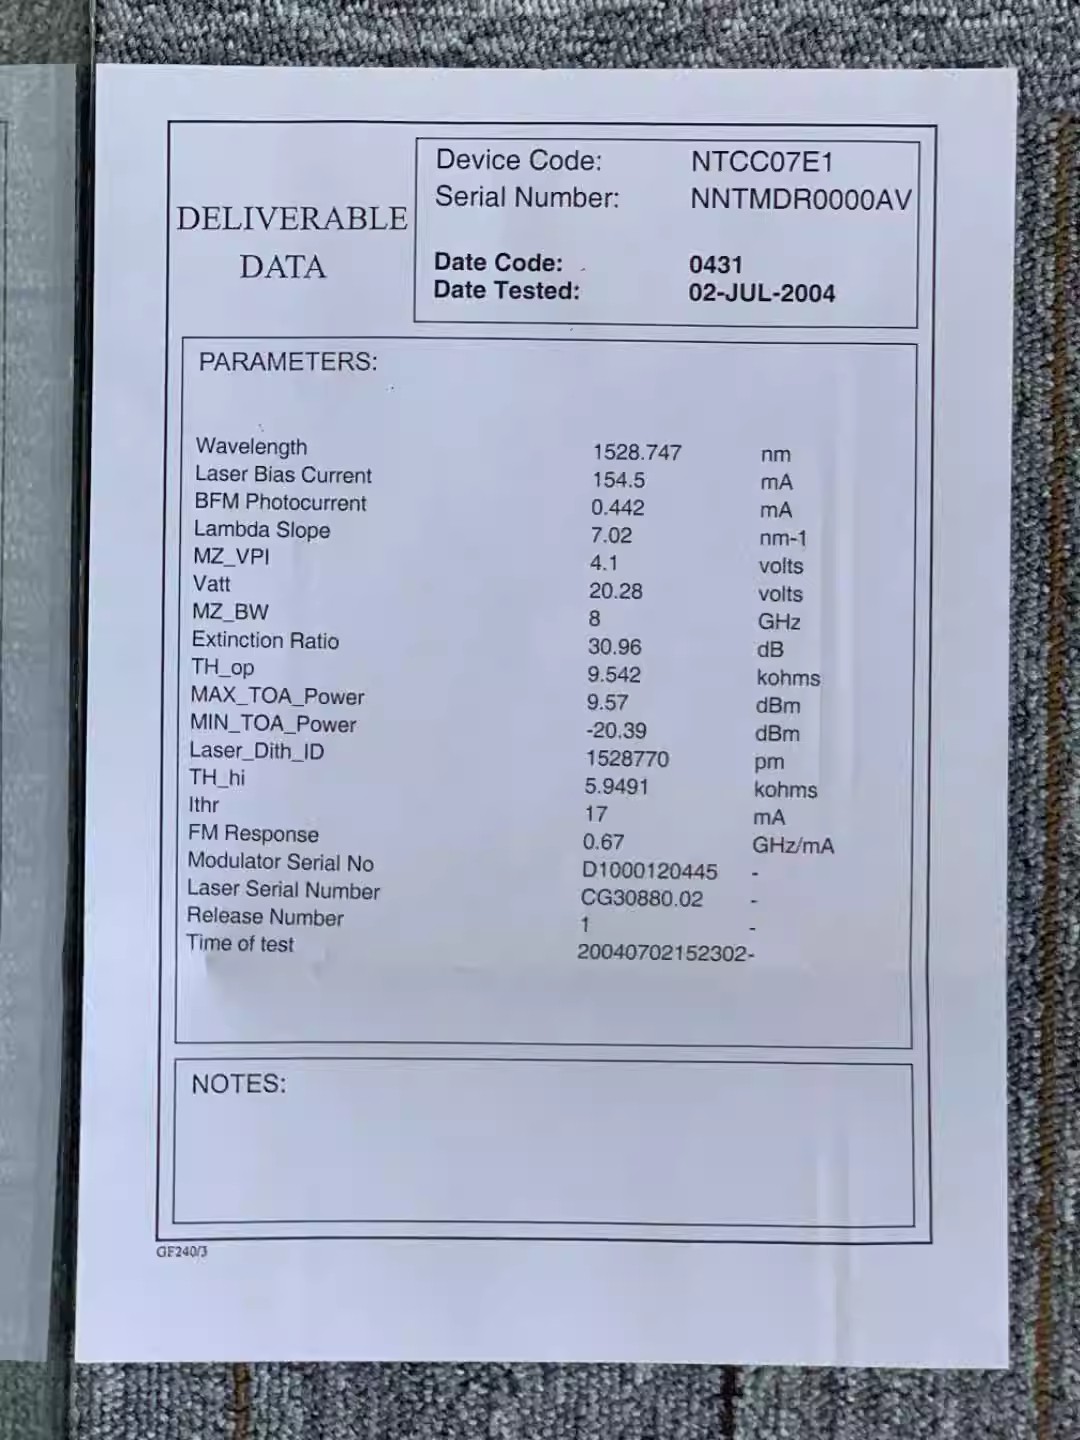 DELIVERABLE
DATA
Device Code: NTCC07E1
Serial Number: NNTMDR0000AV
Date Code: 0431
Date Tested: 02-JUL-2004
PARAMETERS:
Wavelength 1528.747 nm
Laser Bias Current 154.5 mA
BFM Photocurrent 0.442 mA
Lambda Slope 7.02 nm-1
MZ_VPI 4.1 volts
Vatt 20.28 volts
MZ_BW 8 GHz
Extinction Ratio 30.96 dB
TH_op 9.542 kohms
MAX_TOA_Power 9.57 dBm
MIN_TOA_Power -20.39 dBm
Laser_Dith_ID 1528770 pm
TH_hi 5.9491 kohms
Ithr 17 mA
FM Response 0.67 GHz/mA
Modulator Serial No D1000120445 -
Laser Serial Number CG30880.02 -
Release Number 1 -
Time of test 20040702152302-
NOTES:
GF240/3